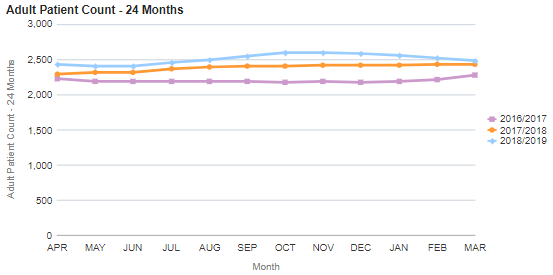 Adult Patient Count - 24 Months
Adult Patient Count - 24 Months
3,000
2,500
2,000
1,500
1,000
500
0
APR MAY JUN JUL AUG SEP OCT NOV DEC JAN FEB MAR
Month
2016/2017
2017/2018
2018/2019